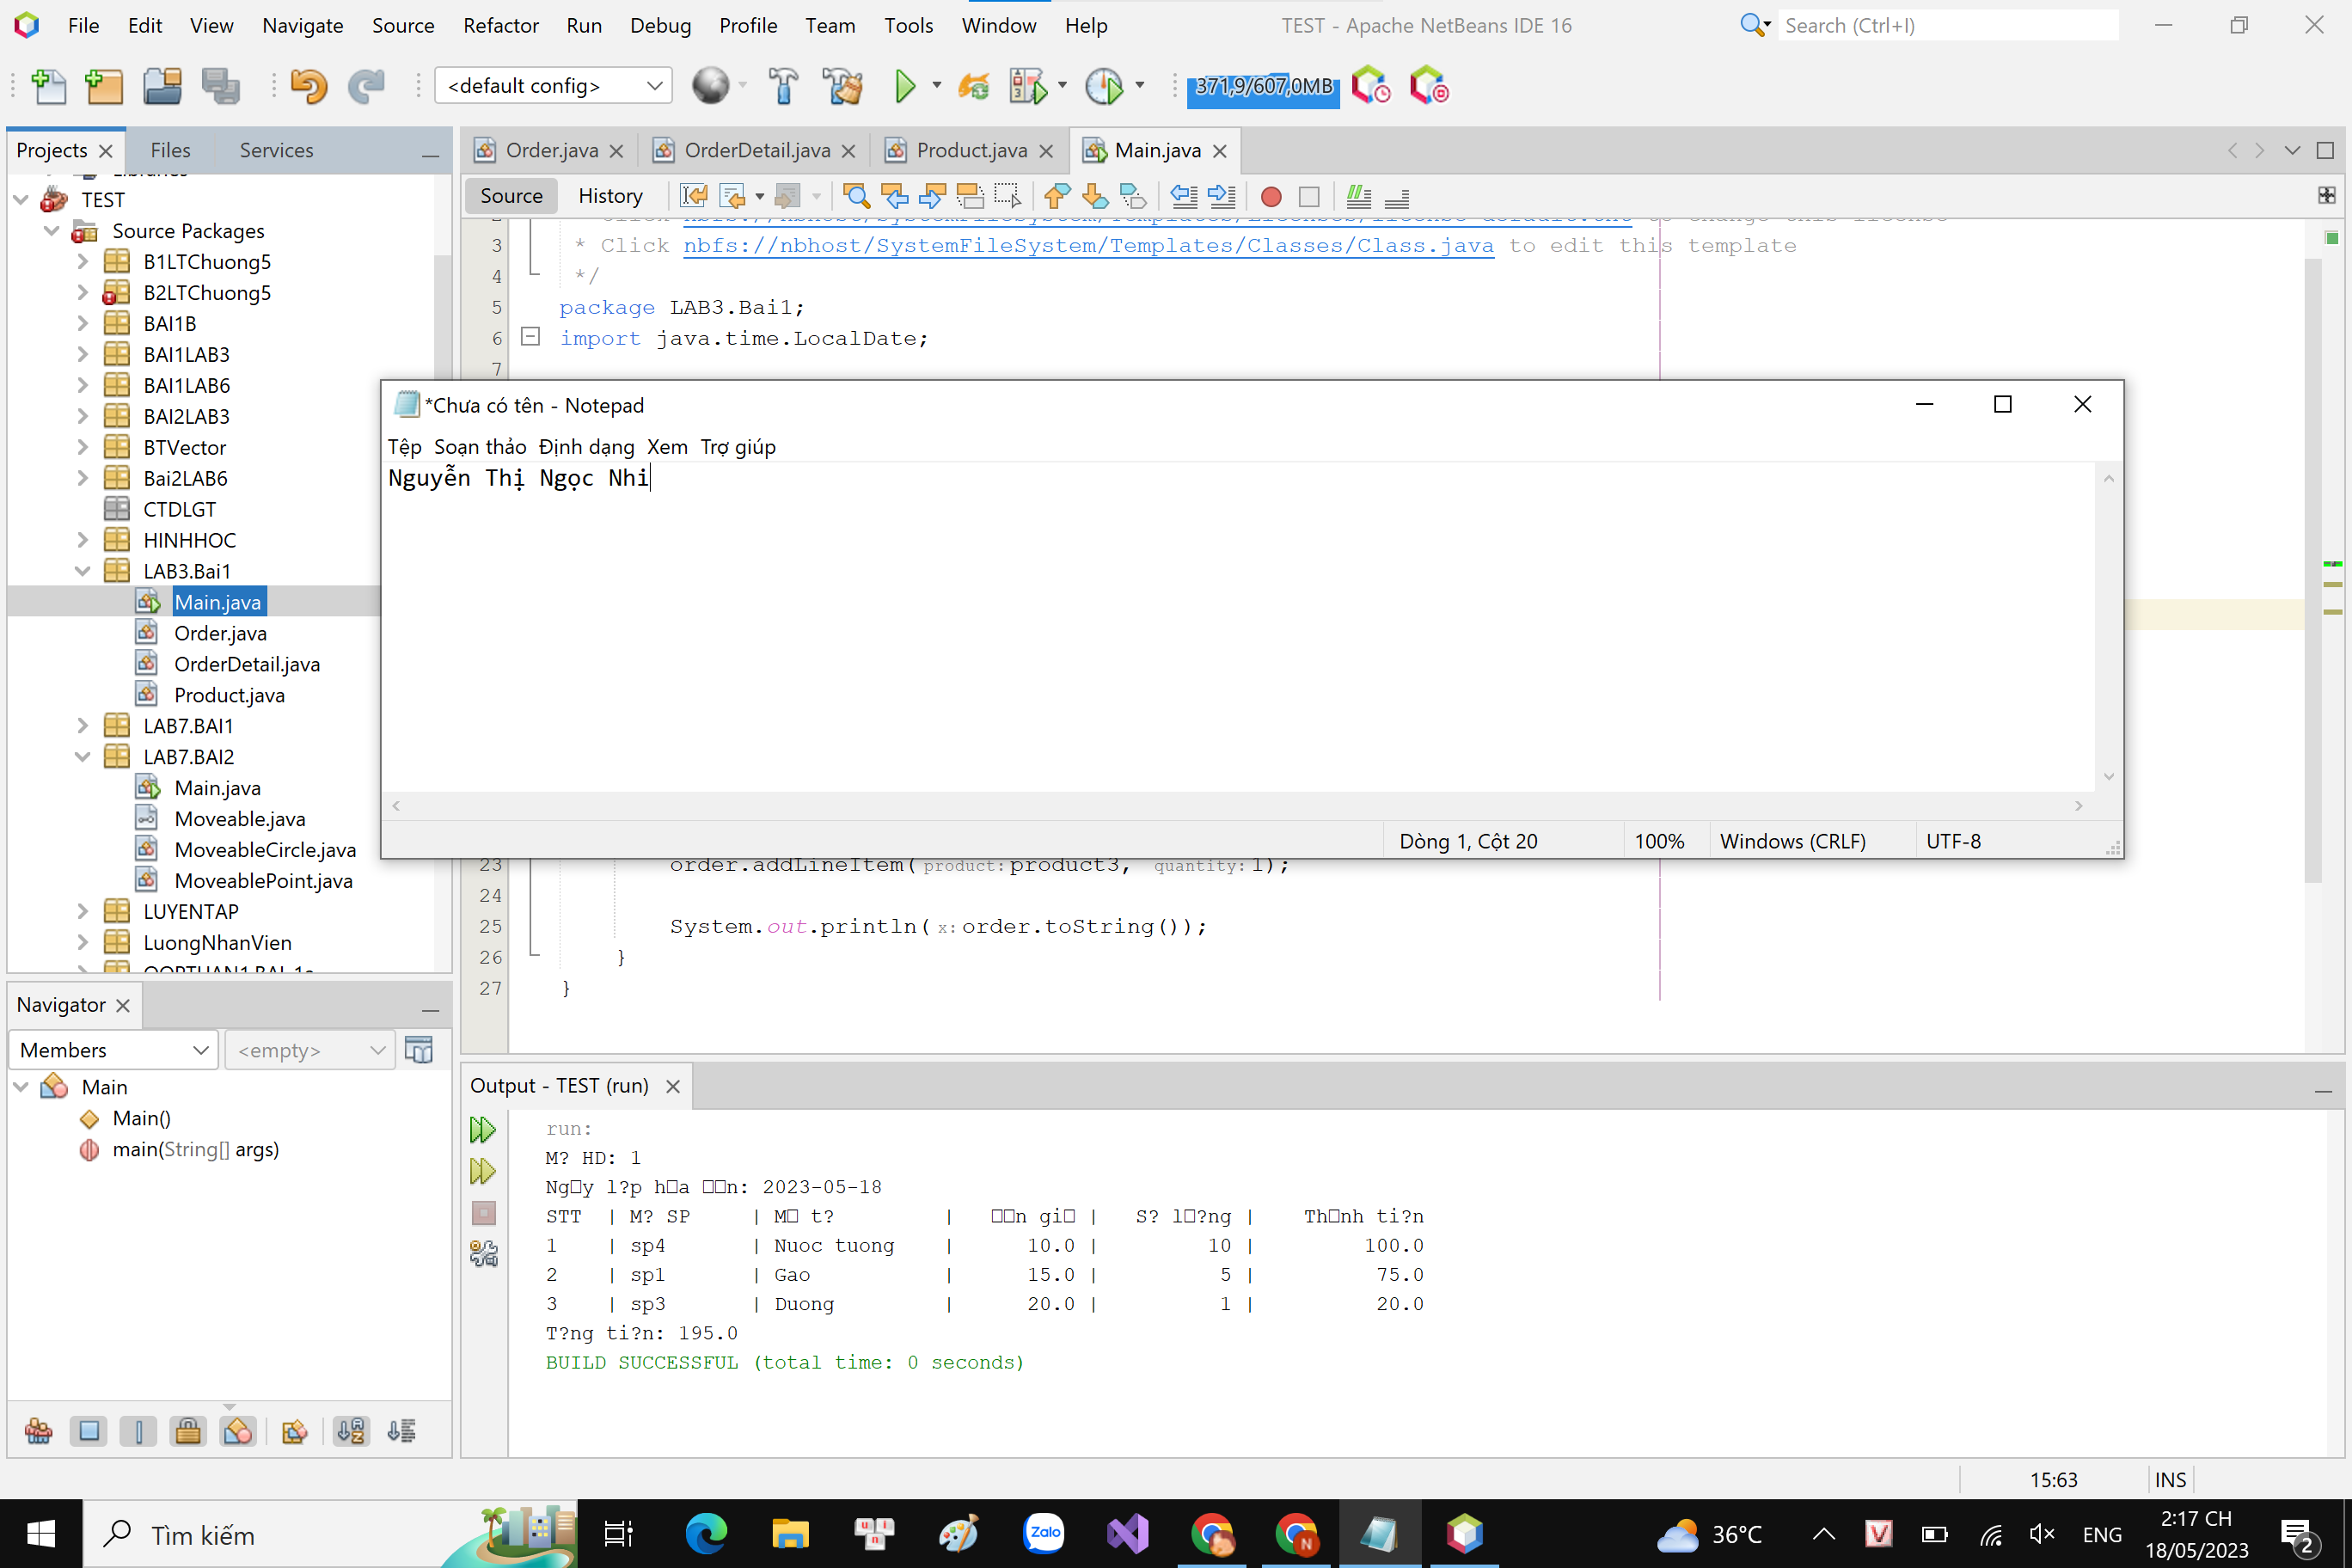 File Edit View Navigate Source Refactor Run Debug Profile Team Tools Window Help
TEST - Apache NetBeans IDE 16
Search (Ctrl+I)
<default config>
371,9/607,0MB
Projects Files Services
TEST
Source Packages
B1LTChuong5
B2LTChuong5
BAI1B
BAI1LAB3
BAI1LAB6
BAI2LAB3
BTVector
Bai2LAB6
CTDLGT
HINHHOC
LAB3.Bai1
Main.java
Order.java
OrderDetail.java
Product.java
LAB7.BAI1
LAB7.BAI2
Main.java
Moveable.java
MoveableCircle.java
MoveablePoint.java
LUYENTAP
LuongNhanVien
Navigator
Members <empty>
Main
Main()
main(String[] args)
Order.java OrderDetail.java Product.java Main.java
Source History
3 * Click nbfs://nbhost/SystemFileSystem/Templates/Classes/Class.java to edit this template
4 */
5 package LAB3.Bai1;
6 import java.time.LocalDate;
7
*Chưa có tên - Notepad
Tệp Soạn thảo Định dạng Xem Trợ giúp
Nguyễn Thị Ngọc Nhi
Dòng 1, Cột 20 100% Windows (CRLF) UTF-8
23 order.addLineItem(product:product3, quantity:1);
24
25 System.out.println(x:order.toString());
26 }
27 }
Output - TEST (run)
run:
M? HD: 1
Ng□y l?p h□a □□n: 2023-05-18
STT | M? SP | M□ t? | □□n gi□ | S? l□?ng | Th□nh ti?n
1 | sp4 | Nuoc tuong | 10.0 | 10 | 100.0
2 | sp1 | Gao | 15.0 | 5 | 75.0
3 | sp3 | Duong | 20.0 | 1 | 20.0
T?ng ti?n: 195.0
BUILD SUCCESSFUL (total time: 0 seconds)
15:63 INS
Tìm kiếm
Zalo
36°C
ENG
2:17 CH
18/05/2023
2